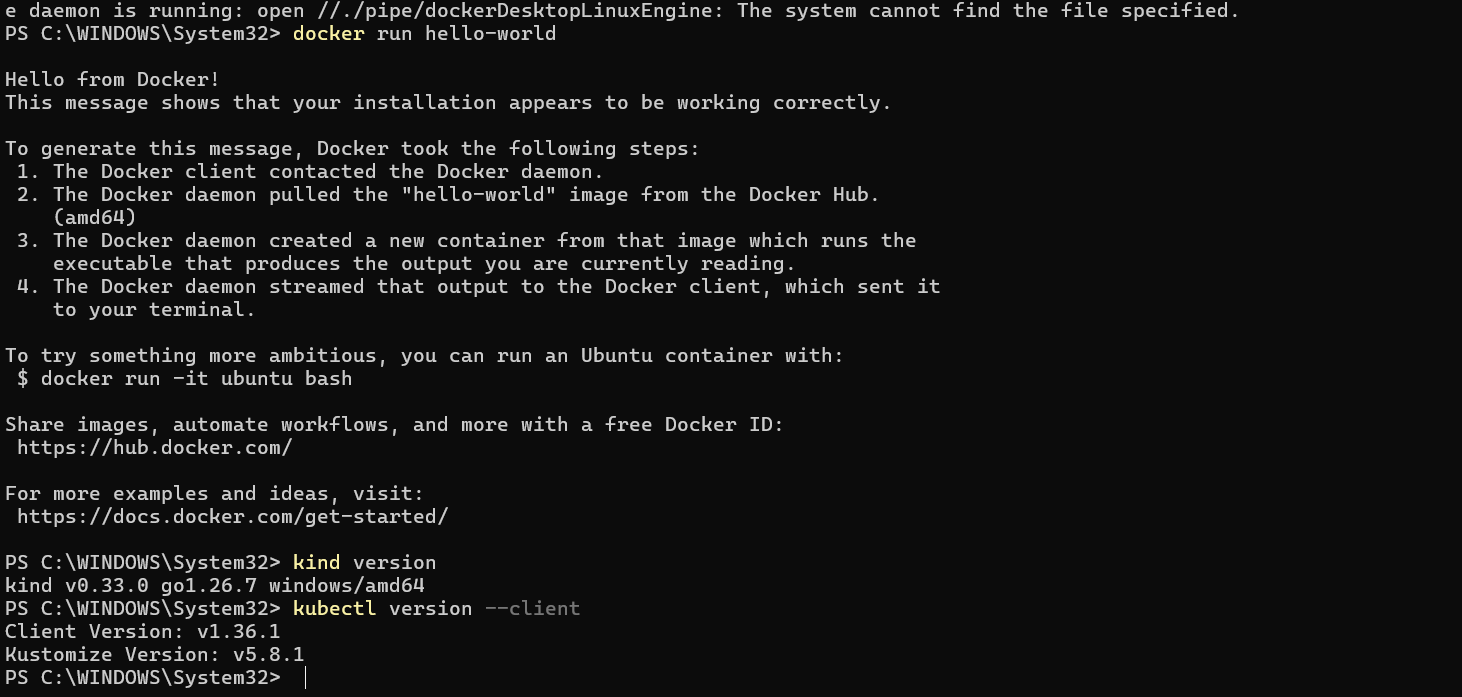 e daemon is running: open //./pipe/dockerDesktopLinuxEngine: The system cannot find the file specified.
PS C:\WINDOWS\System32> docker run hello-world
Hello from Docker!
This message shows that your installation appears to be working correctly.
To generate this message, Docker took the following steps:
1. The Docker client contacted the Docker daemon.
2. The Docker daemon pulled the "hello-world" image from the Docker Hub.
(amd64)
3. The Docker daemon created a new container from that image which runs the
executable that produces the output you are currently reading.
4. The Docker daemon streamed that output to the Docker client, which sent it
to your terminal.
To try something more ambitious, you can run an Ubuntu container with:
$ docker run -it ubuntu bash
Share images, automate workflows, and more with a free Docker ID:
https://hub.docker.com/
For more examples and ideas, visit:
https://docs.docker.com/get-started/
PS C:\WINDOWS\System32> kind version
kind v0.33.0 go1.26.7 windows/amd64
PS C:\WINDOWS\System32> kubectl version --client
Client Version: v1.36.1
Kustomize Version: v5.8.1
PS C:\WINDOWS\System32>